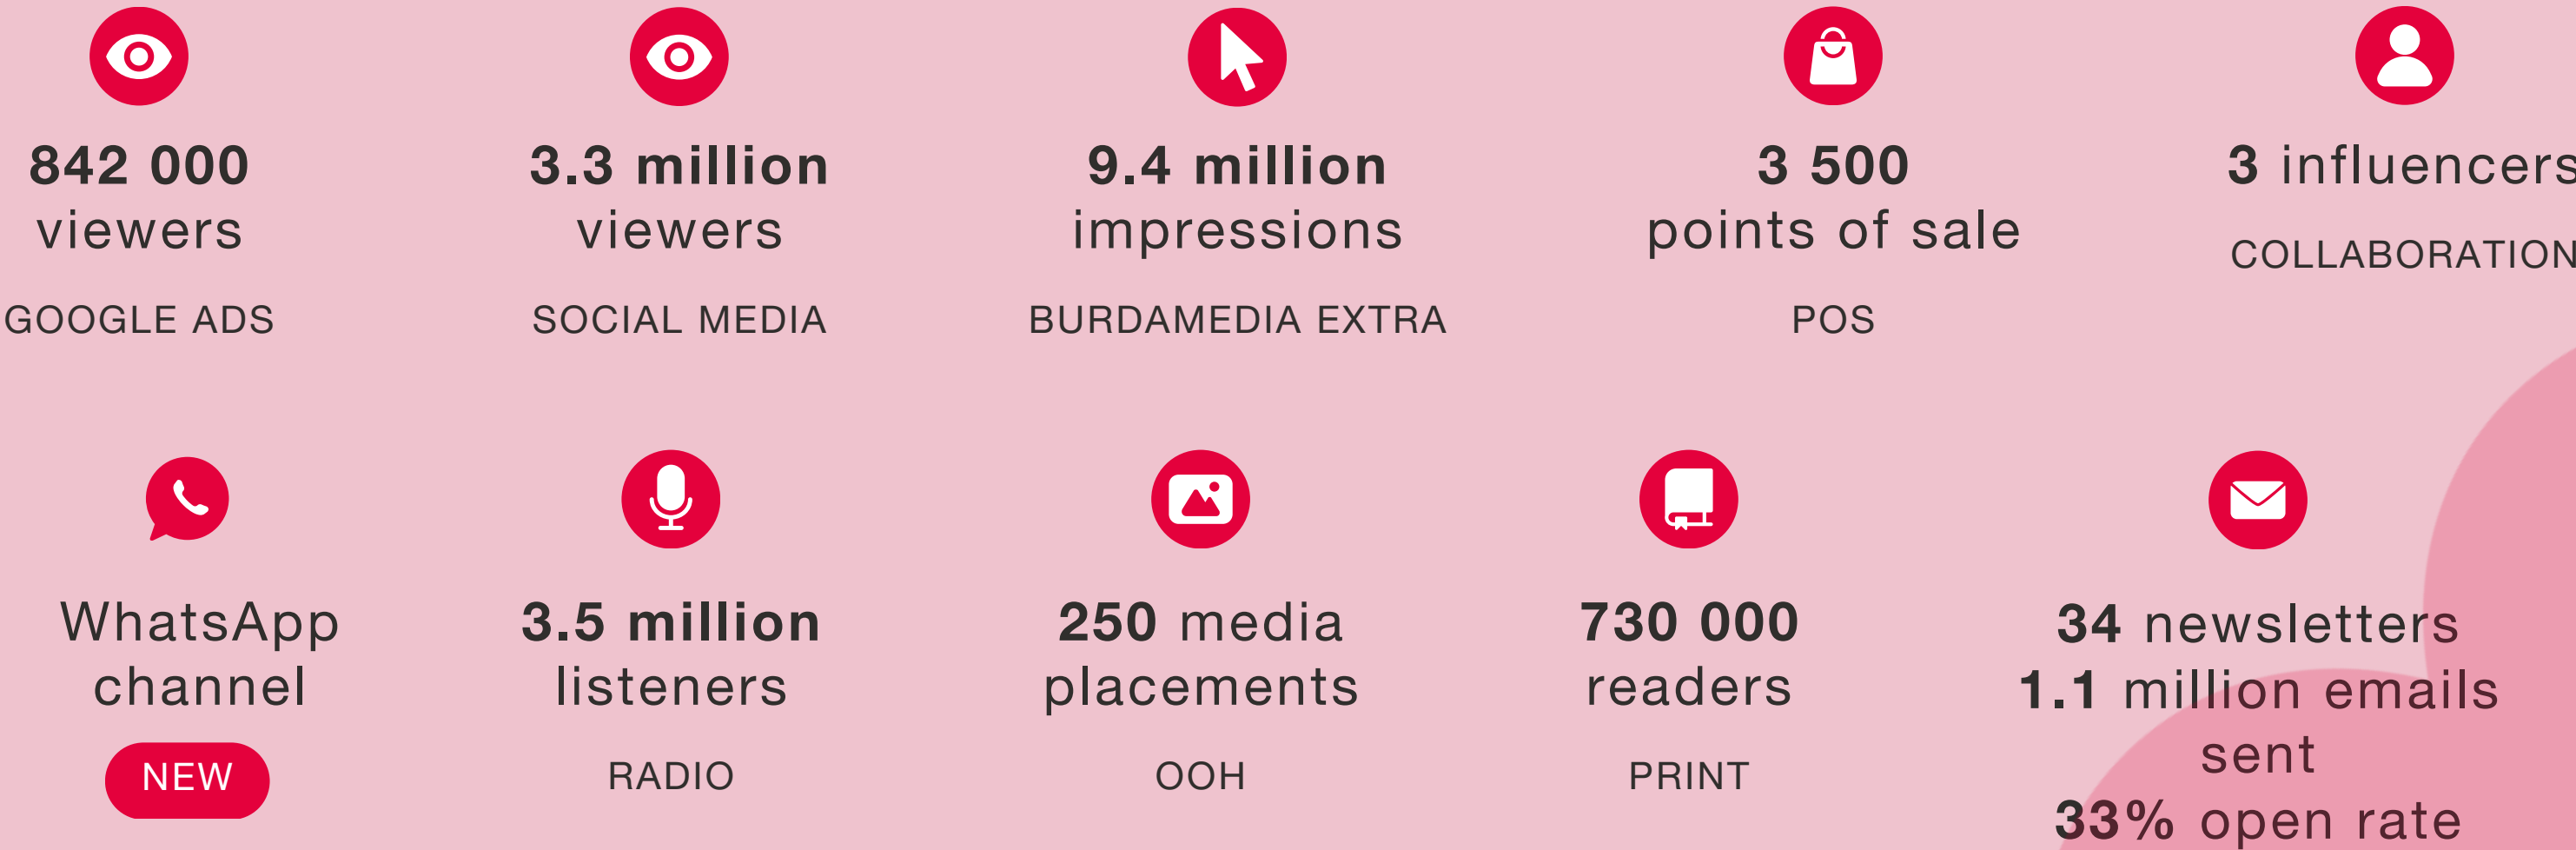 842 000
viewers
GOOGLE ADS
3.3 million
viewers
SOCIAL MEDIA
9.4 million
impressions
BURDAMEDIA EXTRA
3 500
points of sale
POS
3 influencers
COLLABORATION
WhatsApp
channel
NEW
3.5 million
listeners
RADIO
250 media
placements
OOH
730 000
readers
PRINT
34 newsletters
1.1 million emails
sent
33% open rate